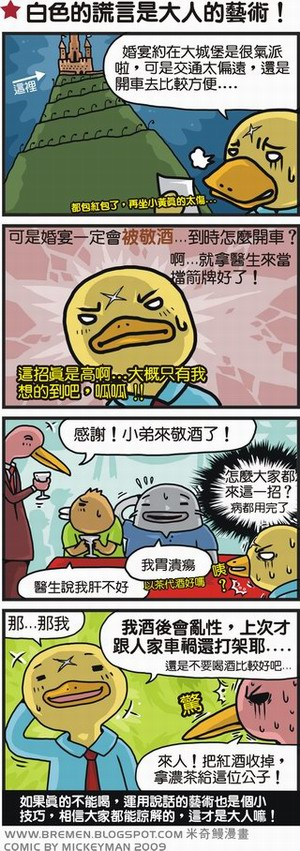 ★ 白色的謊言是大人的藝術！
這裡
婚宴約在大城堡是很氣派
啦，可是交通太偏遠，還是
開車去比較方便....
都包紅包了，再坐小黃真的太傷...
可是婚宴一定會被敬酒...到時怎麼開車？
啊...就拿醫生來當
擋箭牌好了！
這招真是高啊...大概只有我
想的到吧，呱呱 !!
感謝！小弟來敬酒了！
怎麼大家都
來這一招？
病都用完了
我胃潰瘍
以茶代酒好嗎
醫生說我肝不好
咦
?
那...那我
我酒後會亂性，上次才
跟人家車禍還打架耶....
還是不要喝酒比較好吧...
驚
來人！把紅酒收掉，
拿濃茶給這位公子！
如果真的不能喝，運用說話的藝術也是個小
技巧，相信大家都能諒解的，這才是大人嘛！
WWW.BREMEN.BLOGSPOT.COM 米奇鰻漫畫
COMIC BY MICKEYMAN 2009